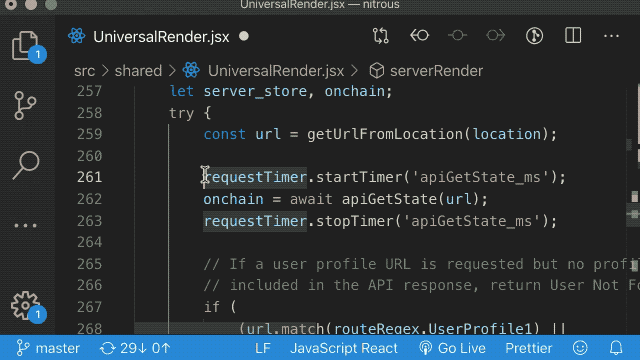 UniversalRender.jsx — nitrous
UniversalRender.jsx
src > shared > UniversalRender.jsx > serverRender
257 let server_store, onchain;
258 try {
259 const url = getUrlFromLocation(location);
260
261 requestTimer.startTimer('apiGetState_ms');
262 onchain = await apiGetState(url);
263 requestTimer.stopTimer('apiGetState_ms');
264
265 // If a user profile URL is requested but no profi
266 // included in the API response, return User Not Fo
267 if (
268 (url.match(routeRegex.UserProfile1) ||
1
1
master 29↓ 0↑ LF JavaScript React Go Live Prettier